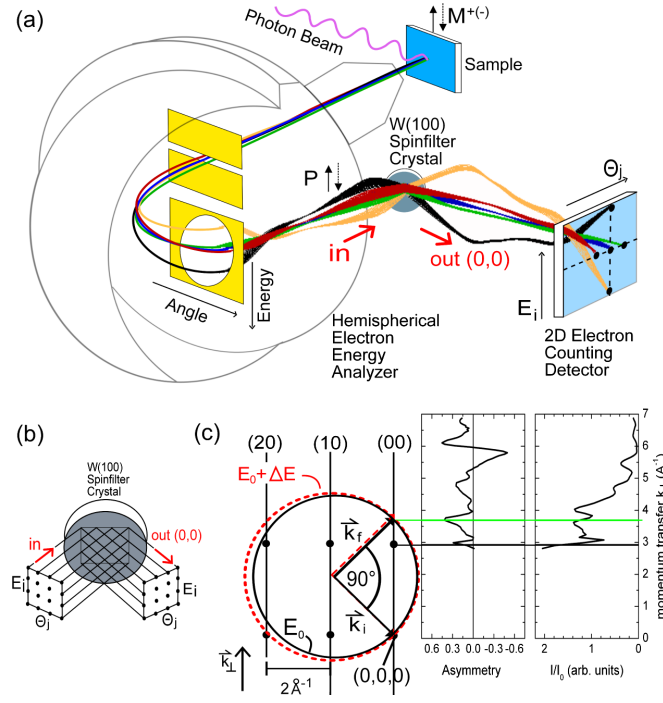 (a)
Photon Beam
M+(-)
Sample
W(100)
Spinfilter
Crystal
P
Θj
in
out (0,0)
Angle
Energy
Ei
Hemispherical
Electron
Energy
Analyzer
2D Electron
Counting
Detector
(b)
W(100)
Spinfilter
Crystal
in
out (0,0)
Ei
Θj
Ei
Θj
(c)
(20) (10) (00)
E0+ΔE
k⃗f
90°
k⃗i
E0
(0,0,0)
k⃗⊥
2Å-1
0.6 0.3 0.0 -0.3 -0.6
Asymmetry
2 1 0
I/I0 (arb. units)
7
6
5
4
3
2
1
0
momentum transfer k⊥ (Å-1)